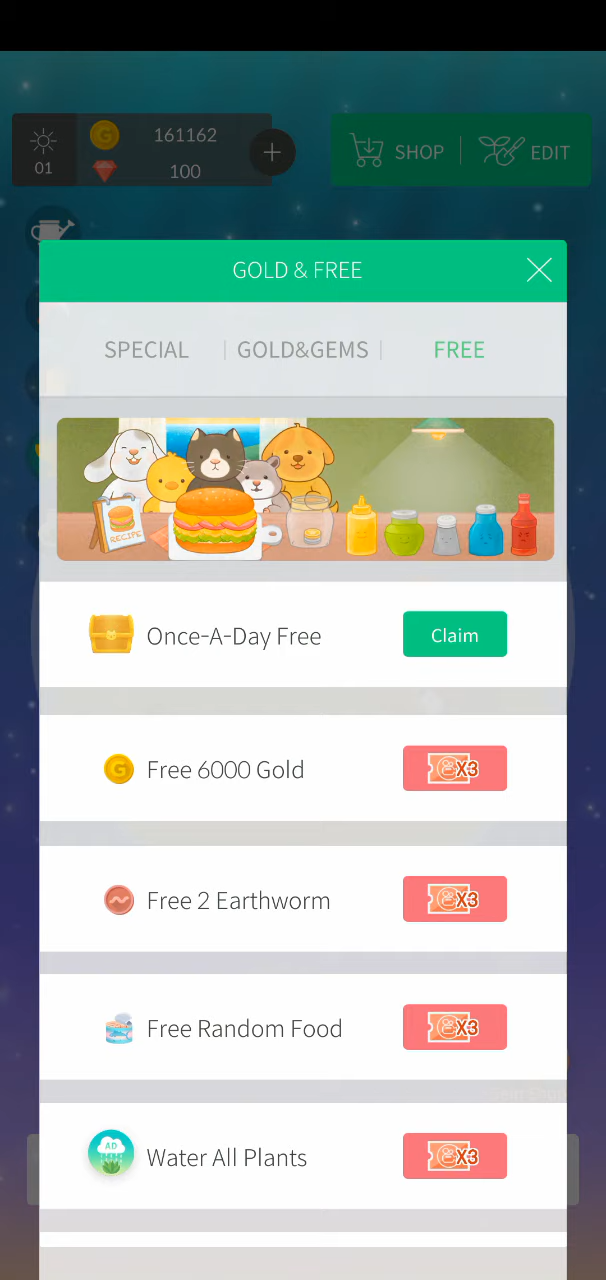 G 161162
01
100
+
SHOP | EDIT
GOLD & FREE
SPECIAL | GOLD&GEMS | FREE
RECIPE
Once-A-Day Free
Claim
G Free 6000 Gold
X3
Free 2 Earthworm
X3
Free Random Food
X3
AD
Water All Plants
X3